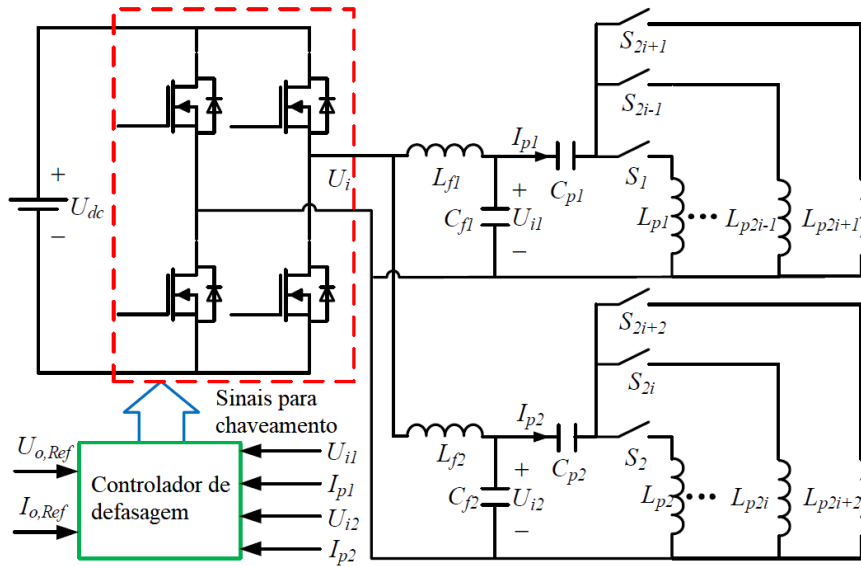 S2i+1
S2i-1
Ip1
+
Udc
−
Ui
Lf1
Cp1
S1
Cf1
+
Ui1
−
Lp1
•••
Lp2i-1
Lp2i+1
S2i+2
S2i
Sinais para
chaveamento
Ip2
Lf2
Cp2
S2
Uo,Ref
Io,Ref
Controlador de
defasagem
Ui1
Ip1
Ui2
Ip2
Cf2
+
Ui2
−
Lp2
•••
Lp2i
Lp2i+2